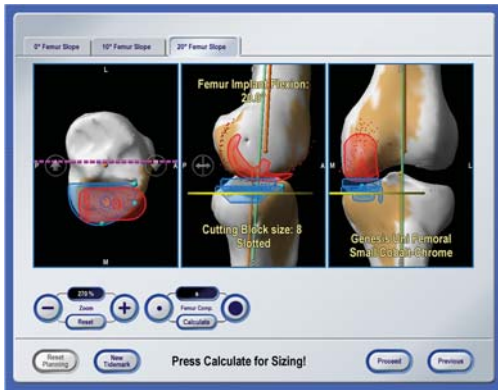 0° Femur Slope
10° Femur Slope
20° Femur Slope
L
P
A
M
Femur Implant Flexion:
20.0°
P
A
Cutting Block size: 8
Slotted
M
L
Genesis Uni Femoral
Small Cobalt-Chrome
270 %
Zoom
Reset
Femur Comp.
Calculate
Reset
Planning
New
Tidemark
Press Calculate for Sizing!
Proceed
Previous